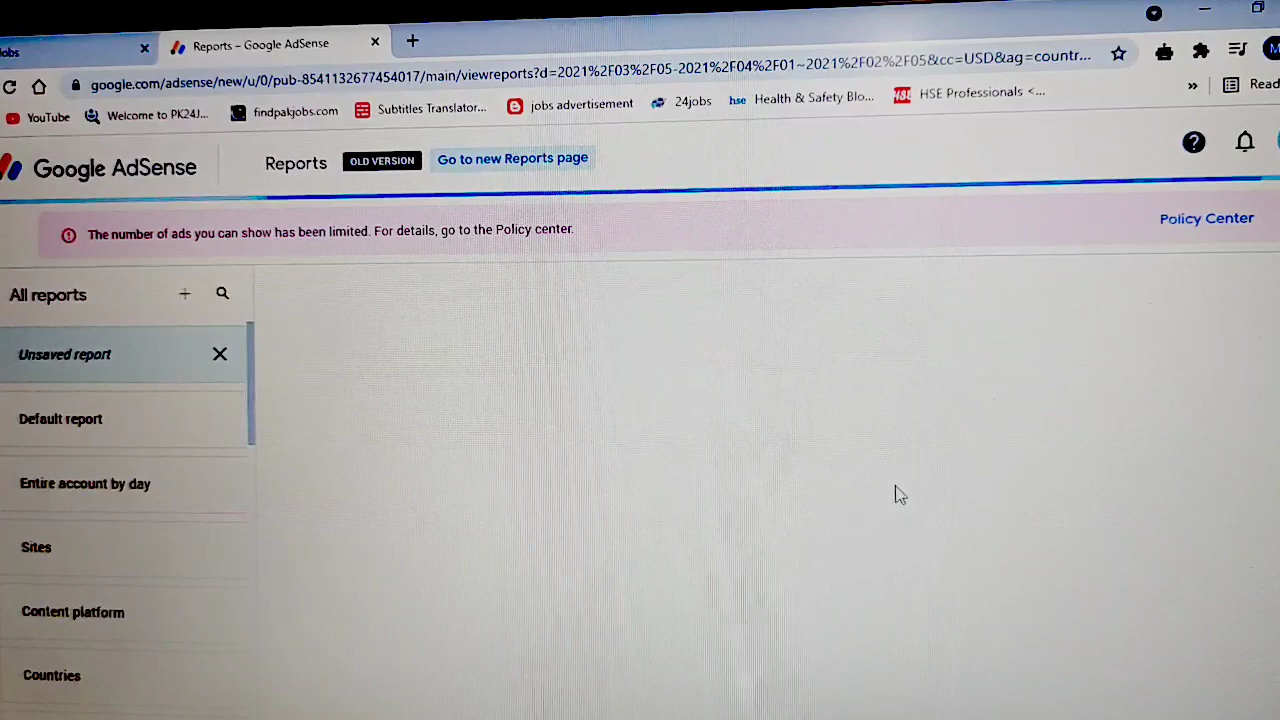 obs
Reports – Google AdSense
google.com/adsense/new/u/0/pub-8541132677454017/main/viewreports?d=2021%2F03%2F05-2021%2F04%2F01~2021%2F02%2F05&cc=USD&ag=countr...
YouTube Welcome to PK24J... findpakjobs.com Subtitles Translator... jobs advertisement 24jobs hse Health & Safety Blo... HSE HSE Professionals <... » Read
Google AdSense Reports OLD VERSION Go to new Reports page
The number of ads you can show has been limited. For details, go to the Policy center. Policy Center
All reports
Unsaved report
Default report
Entire account by day
Sites
Content platform
Countries